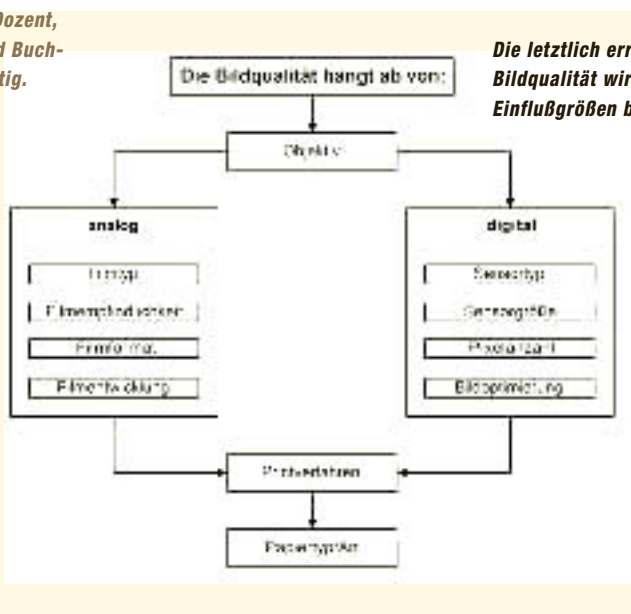 Dozent,
d Buch-
tig.
Die letztlich err
Bildqualität wir
Einflußgrößen b
Die Bildqualität hängt ab von:
Objektiv
analog
Filmtyp
Filmempfindlichkeit
Filmformat
Filmentwicklung
digital
Sensortyp
Sensorgröße
Pixelanzahl
Bildoptimierung
Printverfahren
Papiertyp/Art